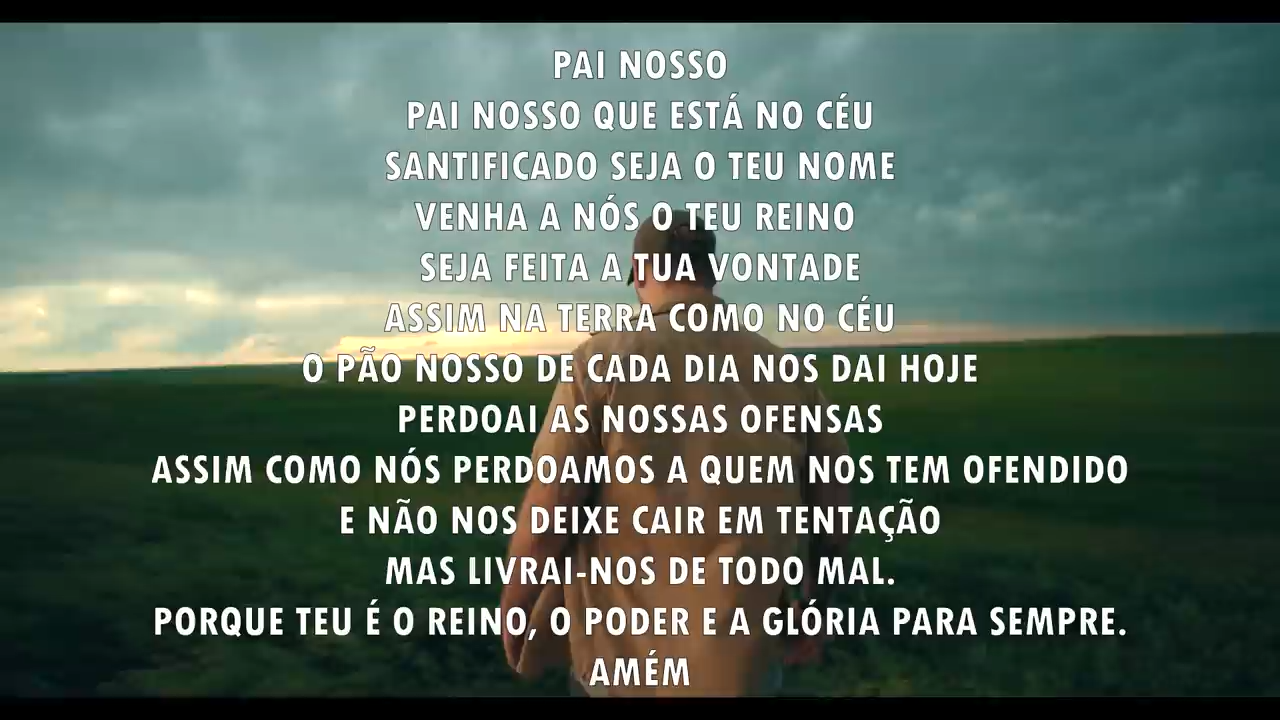 PAI NOSSO
PAI NOSSO QUE ESTÁ NO CÉU
SANTIFICADO SEJA O TEU NOME
VENHA A NÓS O TEU REINO
SEJA FEITA A TUA VONTADE
ASSIM NA TERRA COMO NO CÉU
O PÃO NOSSO DE CADA DIA NOS DAI HOJE
PERDOAI AS NOSSAS OFENSAS
ASSIM COMO NÓS PERDOAMOS A QUEM NOS TEM OFENDIDO
E NÃO NOS DEIXE CAIR EM TENTAÇÃO
MAS LIVRAI-NOS DE TODO MAL.
PORQUE TEU É O REINO, O PODER E A GLÓRIA PARA SEMPRE.
AMÉM